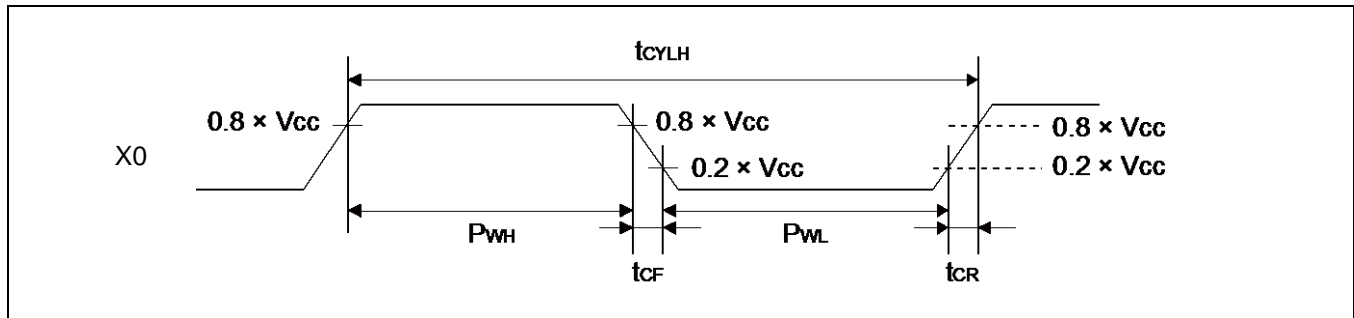 tCYLH
0.8 × Vcc
0.8 × Vcc
0.8 × Vcc
X0
0.2 × Vcc
0.2 × Vcc
PWH
PWL
tCF
tCR